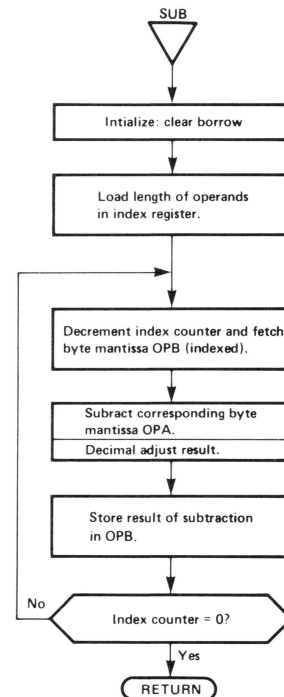 SUB
Intialize: clear borrow
Load length of operands
in index register.
Decrement index counter and fetch
byte mantissa OPB (indexed).
Subract corresponding byte
mantissa OPA.
Decimal adjust result.
Store result of subtraction
in OPB.
No
Index counter = 0?
Yes
RETURN